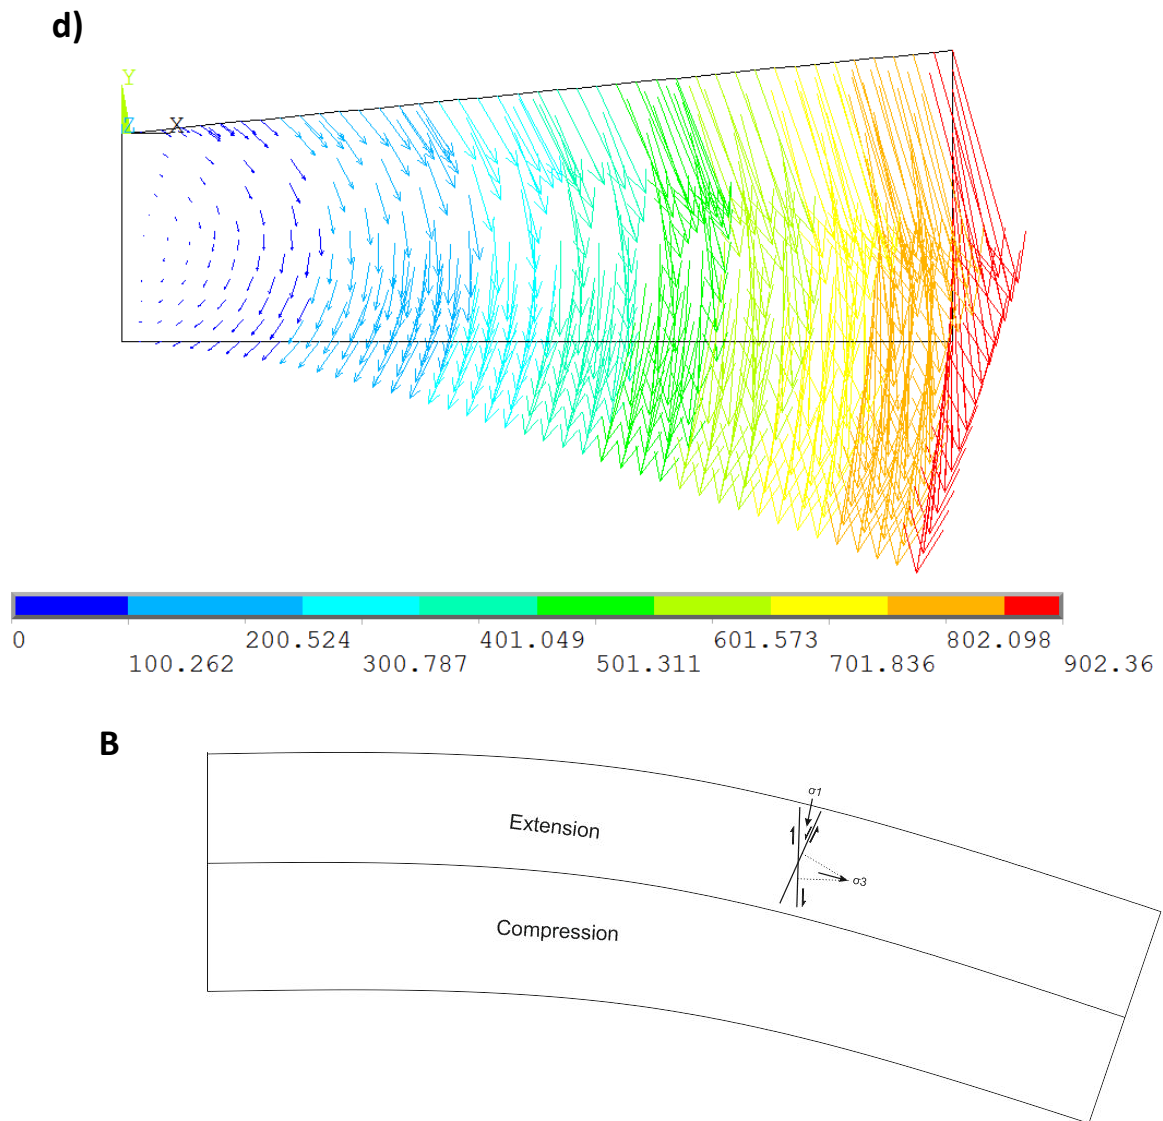 d)
Y
Z X
0 200.524 401.049 601.573 802.098
100.262 300.787 501.311 701.836 902.36
B
σ1
Extension
σ3
Compression